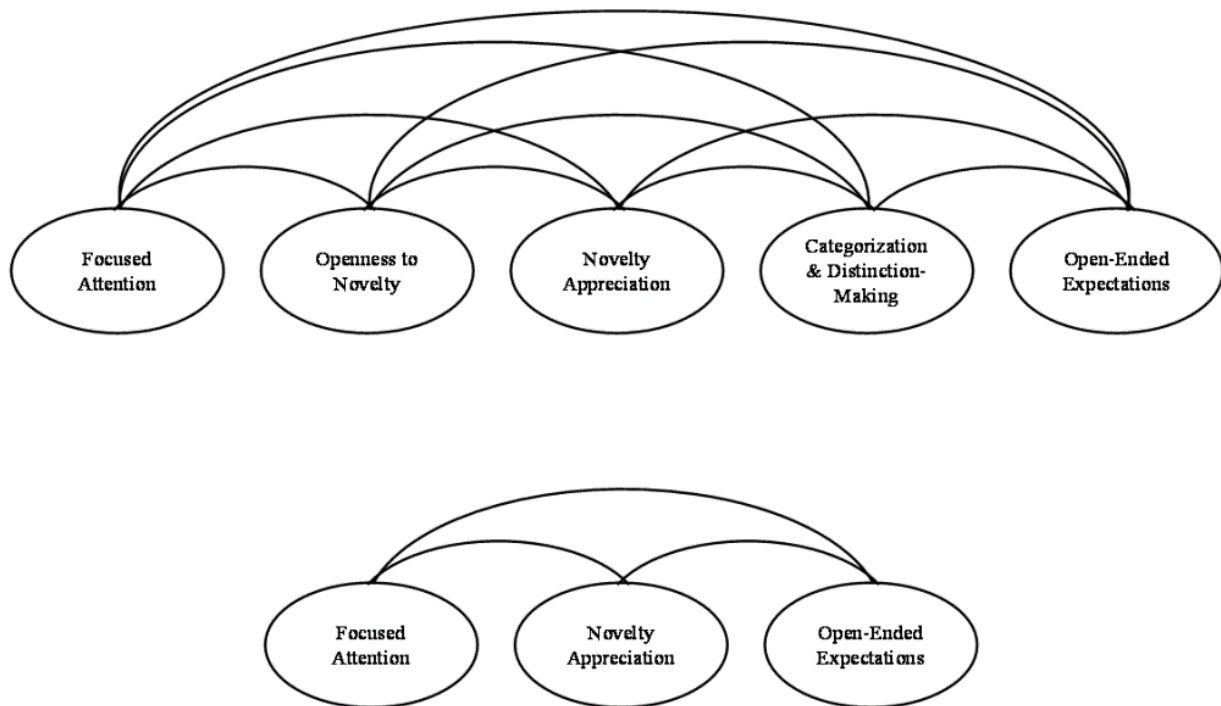 Focused
Attention
Openness to
Novelty
Novelty
Appreciation
Categorization
& Distinction-
Making
Open-Ended
Expectations
Focused
Attention
Novelty
Appreciation
Open-Ended
Expectations